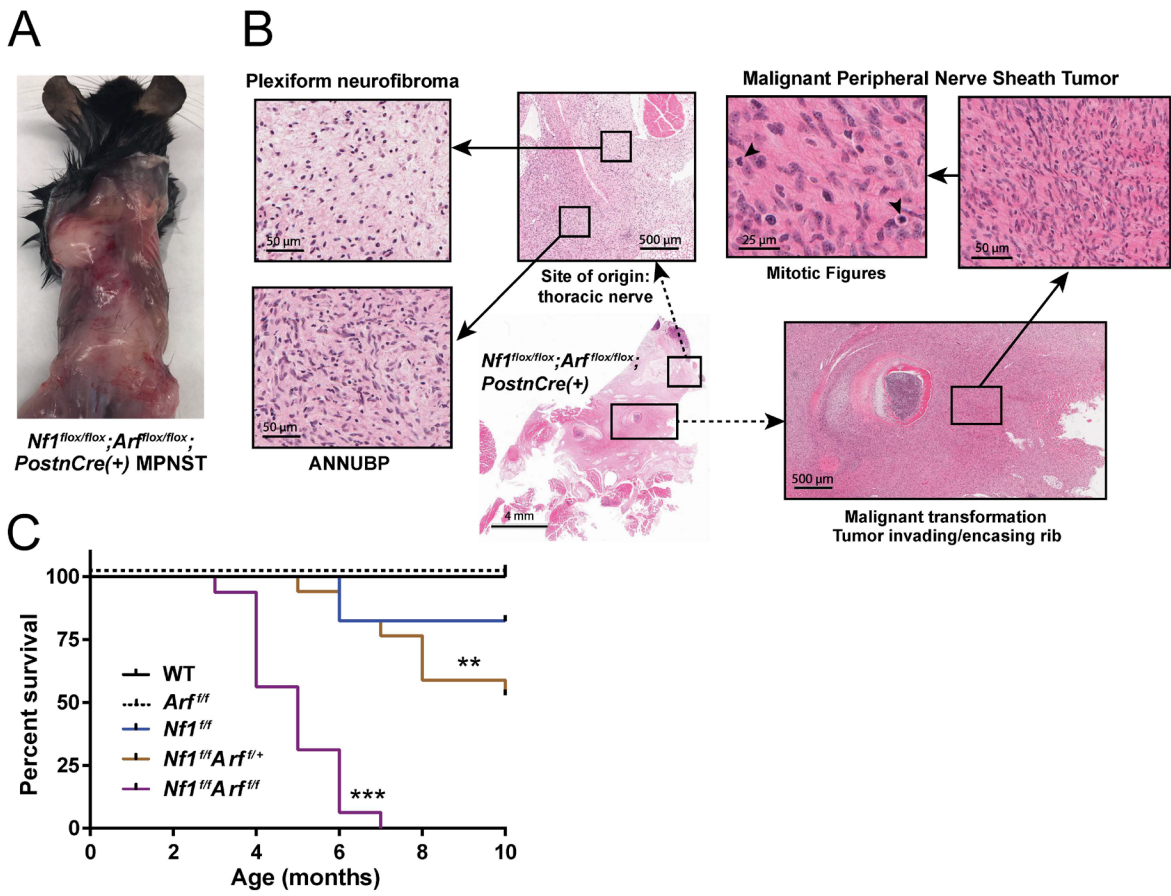 A
Nf1flox/flox;Arfflox/flox;
PostnCre(+) MPNST
B
Plexiform neurofibroma
50 µm
50 µm
ANNUBP
500 µm
Site of origin:
thoracic nerve
Nf1flox/flox;Arfflox/flox;
PostnCre(+)
4 mm
Malignant Peripheral Nerve Sheath Tumor
25 µm
Mitotic Figures
50 µm
500 µm
Malignant transformation
Tumor invading/encasing rib
C
Percent survival
100
75
50
25
0
WT
Arf f/f
Nf1 f/f
Nf1 f/f Arf f/+
Nf1 f/f Arf f/f
**
***
0 2 4 6 8 10
Age (months)